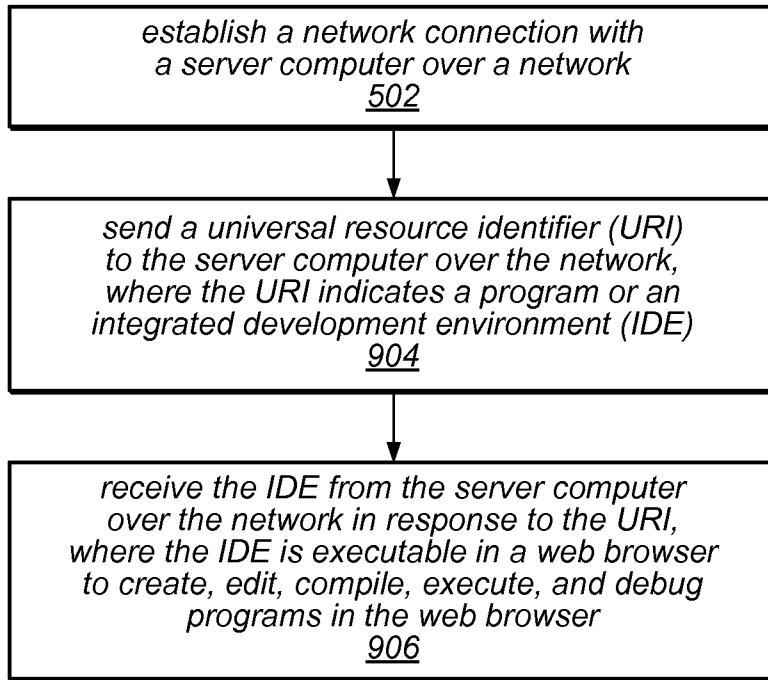 establish a network connection with
a server computer over a network
502
send a universal resource identifier (URI)
to the server computer over the network,
where the URI indicates a program or an
integrated development environment (IDE)
904
receive the IDE from the server computer
over the network in response to the URI,
where the IDE is executable in a web browser
to create, edit, compile, execute, and debug
programs in the web browser
906